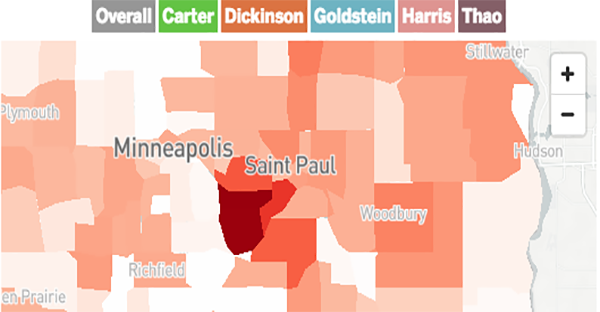 Overall Carter Dickinson Goldstein Harris Thao
Stillwater
+
−
Plymouth
Minneapolis
Hudson
Saint Paul
Woodbury
Richfield
en Prairie